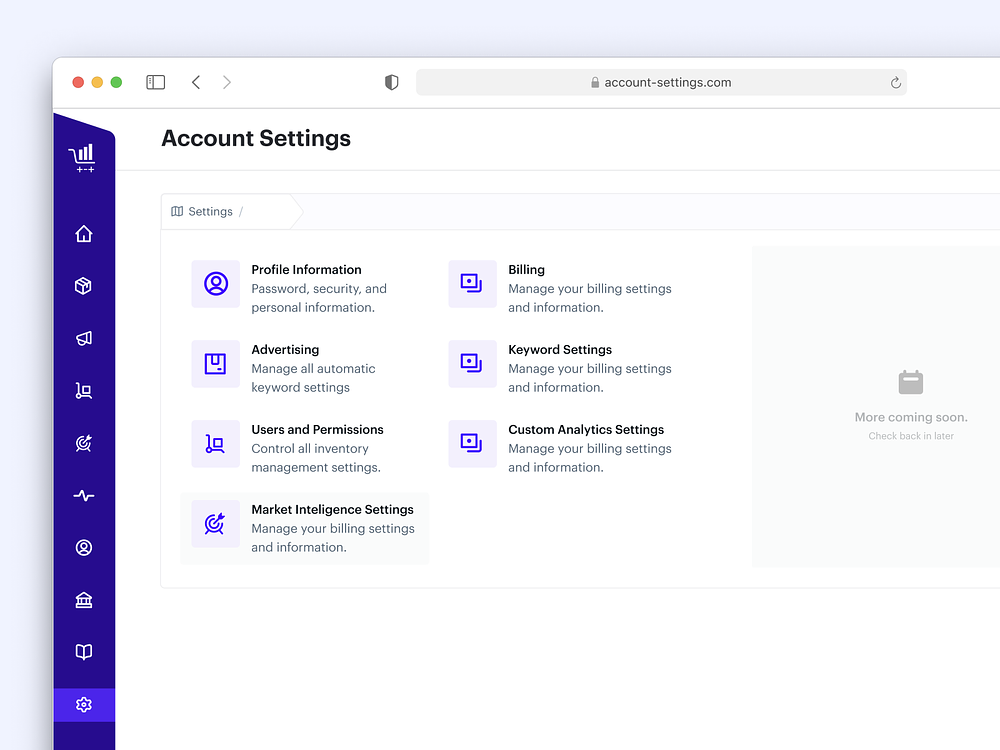 account-settings.com
Account Settings
Settings /
Profile Information
Password, security, and
personal information.
Billing
Manage your billing settings
and information.
Advertising
Manage all automatic
keyword settings
Keyword Settings
Manage your billing settings
and information.
Users and Permissions
Control all inventory
management settings.
Custom Analytics Settings
Manage your billing settings
and information.
Market Inteligence Settings
Manage your billing settings
and information.
More coming soon.
Check back in later